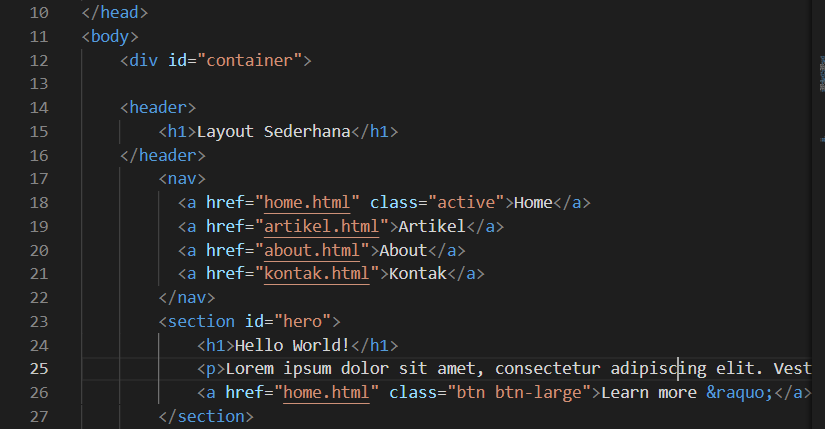 10 </head>
11 <body>
12 <div id="container">
13
14 <header>
15 <h1>Layout Sederhana</h1>
16 </header>
17 <nav>
18 <a href="home.html" class="active">Home</a>
19 <a href="artikel.html">Artikel</a>
20 <a href="about.html">About</a>
21 <a href="kontak.html">Kontak</a>
22 </nav>
23 <section id="hero">
24 <h1>Hello World!</h1>
25 <p>Lorem ipsum dolor sit amet, consectetur adipiscing elit. Vest
26 <a href="home.html" class="btn btn-large">Learn more &raquo;</a>
27 </section>